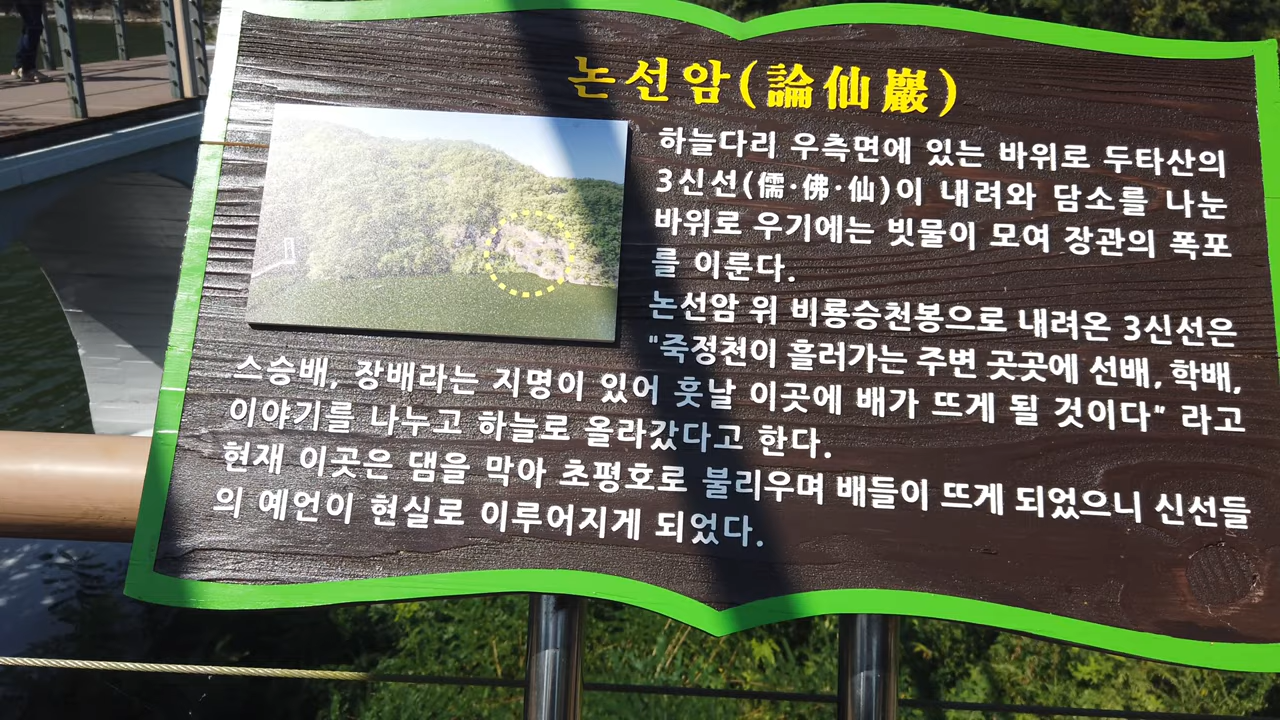 논선암(論仙巖)
하늘다리 우측면에 있는 바위로 두타산의
3신선(儒·佛·仙)이 내려와 담소를 나눈
바위로 우기에는 빗물이 모여 장관의 폭포
를 이룬다.
논선암 위 비룡승천봉으로 내려온 3신선은
"죽정천이 흘러가는 주변 곳곳에 선배, 학배,
스승배, 장배라는 지명이 있어 훗날 이곳에 배가 뜨게 될 것이다" 라고
이야기를 나누고 하늘로 올라갔다고 한다.
현재 이곳은 댐을 막아 초평호로 불리우며 배들이 뜨게 되었으니 신선들
의 예언이 현실로 이루어지게 되었다.